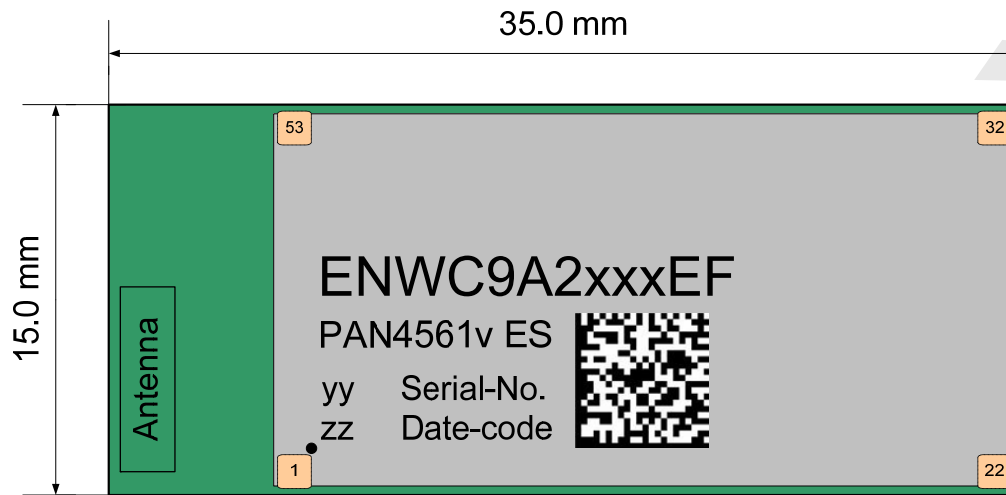 35.0 mm
15.0 mm
53
32
ENWC9A2xxxEF
PAN4561v ES
yy Serial-No.
zz Date-code
Antenna
1
22